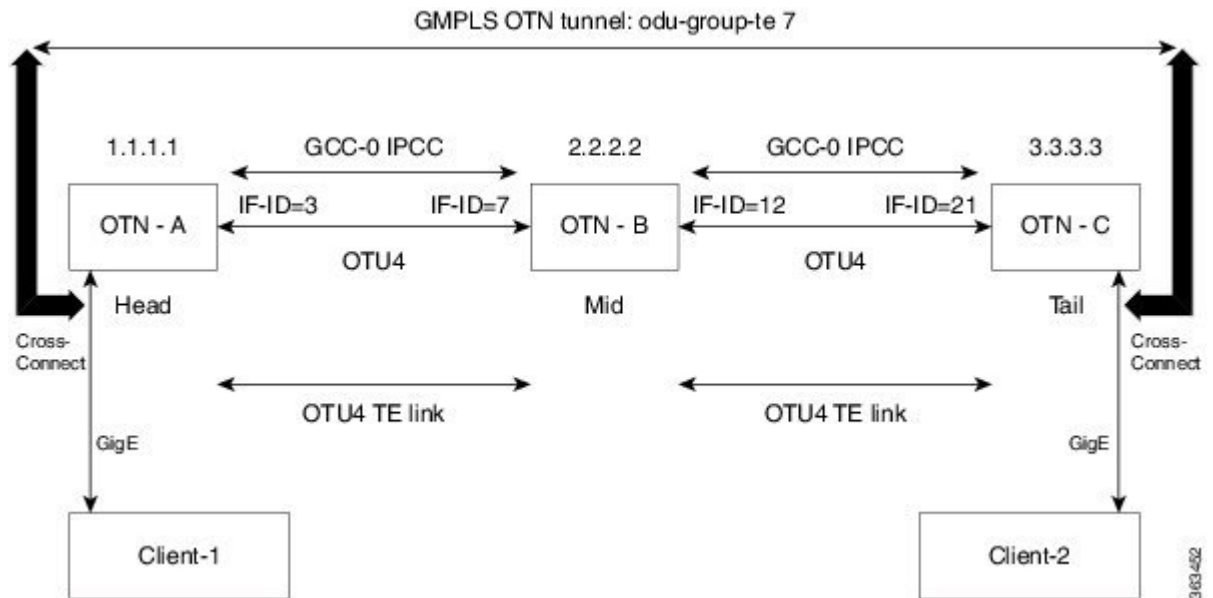 GMPLS OTN tunnel: odu-group-te 7
1.1.1.1
GCC-0 IPCC
2.2.2.2
GCC-0 IPCC
3.3.3.3
OTN - A
IF-ID=3
IF-ID=7
OTN - B
IF-ID=12
IF-ID=21
OTN - C
OTU4
OTU4
Head
Mid
Tail
Cross-
Connect
Cross-
Connect
OTU4 TE link
OTU4 TE link
GigE
GigE
Client-1
Client-2
363452